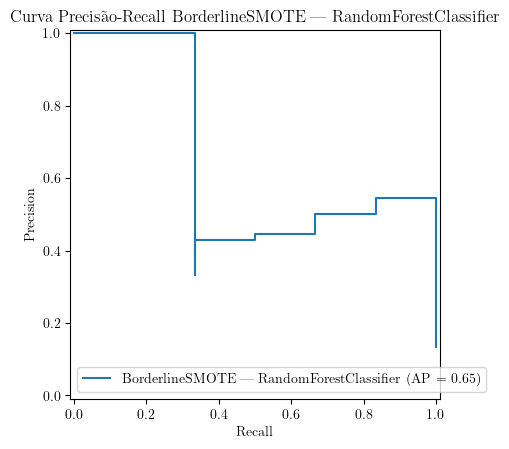 Curva Precisão-Recall BorderlineSMOTE — RandomForestClassifier
1.0
0.8
0.6
0.4
0.2
0.0
Precision
BorderlineSMOTE — RandomForestClassifier (AP = 0.65)
0.0 0.2 0.4 0.6 0.8 1.0
Recall